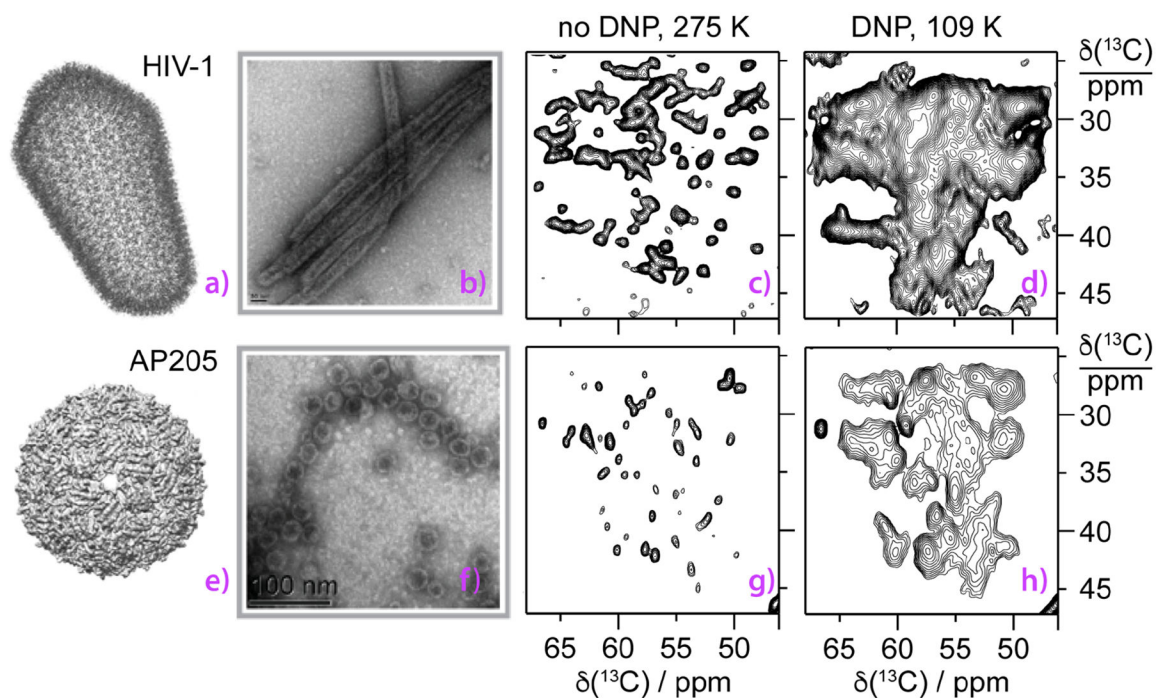 no DNP, 275 K
DNP, 109 K
δ(¹³C)
ppm
HIV-1
30
35
40
45
a)
b)
c)
d)
δ(¹³C)
ppm
AP205
30
35
40
45
100 nm
e)
f)
g)
h)
65 60 55 50
65 60 55 50
δ(¹³C) / ppm
δ(¹³C) / ppm